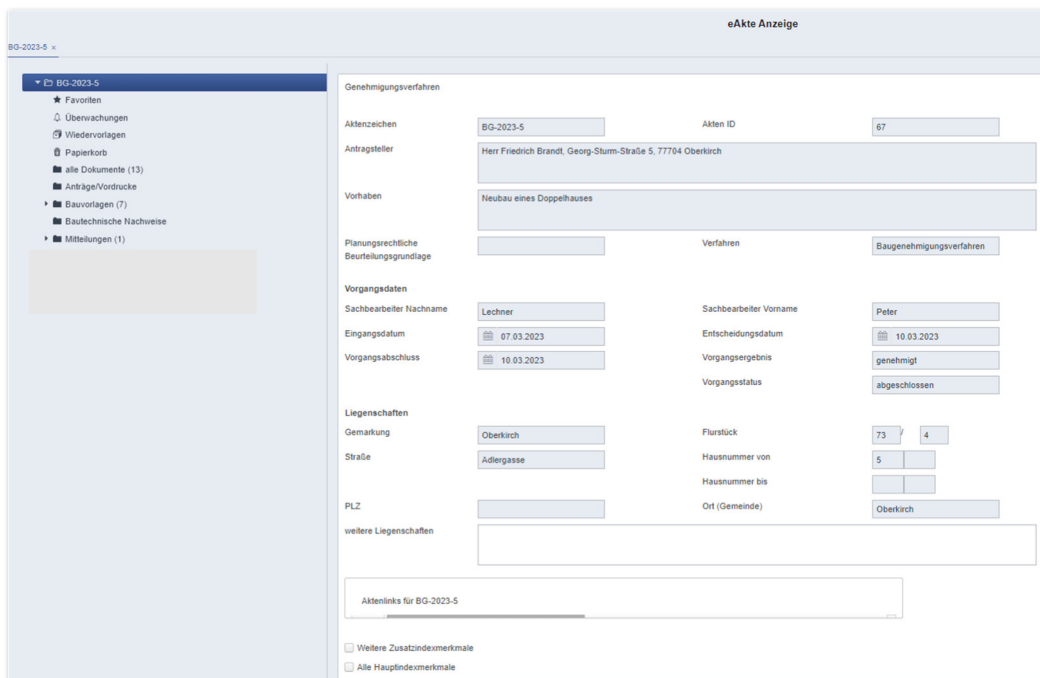 eAkte Anzeige
BG-2023-5 ×
BG-2023-5
Favoriten
Überwachungen
Wiedervorlagen
Papierkorb
alle Dokumente (13)
Anträge/Vordrucke
Bauvorlagen (7)
Bautechnische Nachweise
Mitteilungen (1)
Genehmigungsverfahren
Aktenzeichen BG-2023-5 Akten ID 67
Antragsteller Herr Friedrich Brandt, Georg-Sturm-Straße 5, 77704 Oberkirch
Vorhaben Neubau eines Doppelhauses
Planungsrechtliche
Beurteilungsgrundlage
Verfahren Baugenehmigungsverfahren
Vorgangsdaten
Sachbearbeiter Nachname Lechner Sachbearbeiter Vorname Peter
Eingangsdatum 07.03.2023 Entscheidungsdatum 10.03.2023
Vorgangsabschluss 10.03.2023 Vorgangsergebnis genehmigt
Vorgangsstatus abgeschlossen
Liegenschaften
Gemarkung Oberkirch Flurstück 73 / 4
Straße Adlergasse Hausnummer von 5
Hausnummer bis
PLZ Ort (Gemeinde) Oberkirch
weitere Liegenschaften
Aktenlinks für BG-2023-5
Weitere Zusatzindexmerkmale
Alle Hauptindexmerkmale